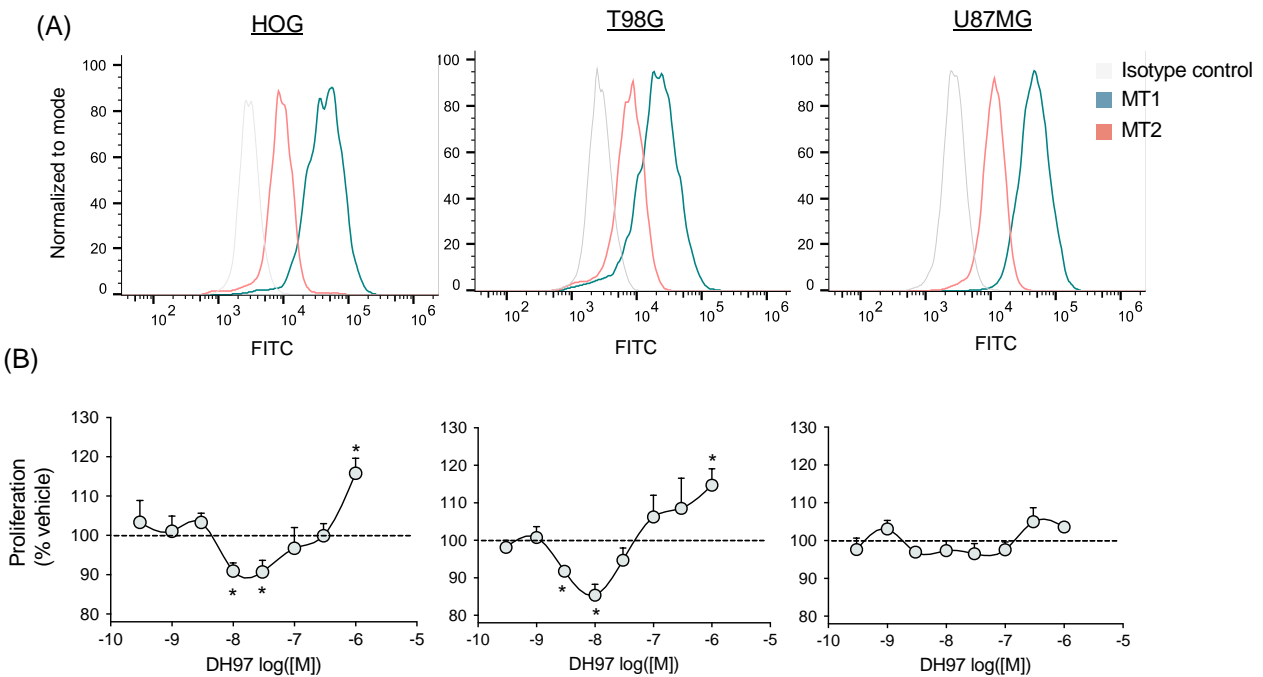 (A)
HOG
T98G
U87MG
Isotype control
MT1
MT2
Normalized to mode
100
80
60
40
20
0
10^2 10^3 10^4 10^5 10^6
FITC
100
80
60
40
20
0
10^2 10^3 10^4 10^5 10^6
FITC
100
80
60
40
20
0
10^2 10^3 10^4 10^5 10^6
FITC
(B)
Proliferation
(% vehicle)
130
120
110
100
90
80
* * *
-10 -9 -8 -7 -6 -5
DH97 log([M])
130
120
110
100
90
80
* * *
-10 -9 -8 -7 -6 -5
DH97 log([M])
130
120
110
100
90
80
-10 -9 -8 -7 -6 -5
DH97 log([M])